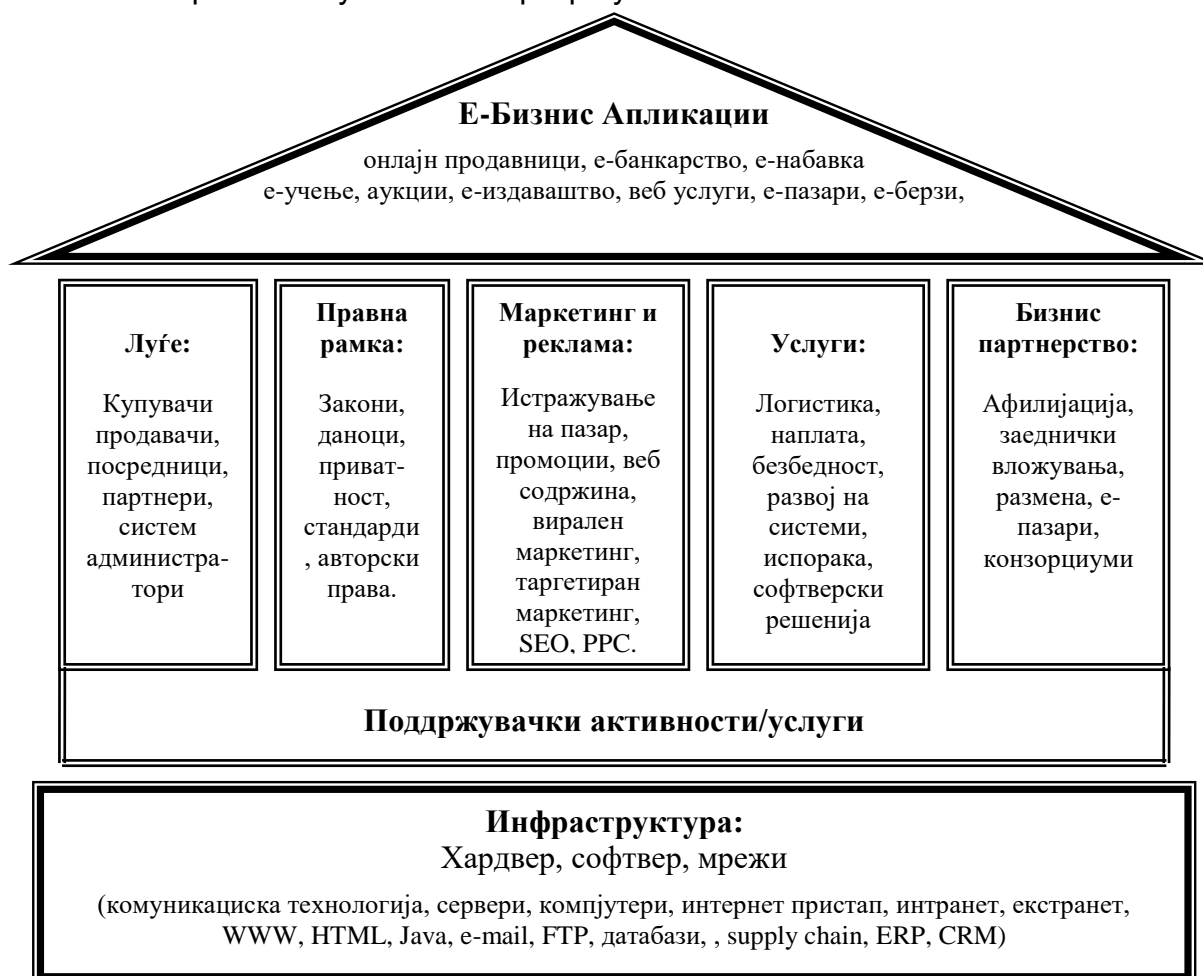 Е-Бизнис Апликации
онлајн продавници, е-банкарство, е-набавка
е-учење, аукции, е-издаваштво, веб услуги, е-пазари, е-берзи,
Луѓе:
Купувачи
продавачи,
посредници,
партнери,
систем
администра-
тори
Правна
рамка:
Закони,
даноци,
приват-
ност,
стандарди
, авторски
права.
Маркетинг и
реклама:
Истражување
на пазар,
промоции, веб
содржина,
вирален
маркетинг,
таргетиран
маркетинг,
SEO, PPC.
Услуги:
Логистика,
наплата,
безбедност,
развој на
системи,
испорака,
софтверски
решенија
Бизнис
партнерство:
Афилијација,
заеднички
вложувања,
размена, е-
пазари,
конзорциуми
Поддржувачки активности/услуги
Инфраструктура:
Хардвер, софтвер, мрежи
(комуникациска технологија, сервери, компјутери, интернет пристап, интранет, екстранет,
WWW, HTML, Java, e-mail, FTP, датабази, , supply chain, ERP, CRM)